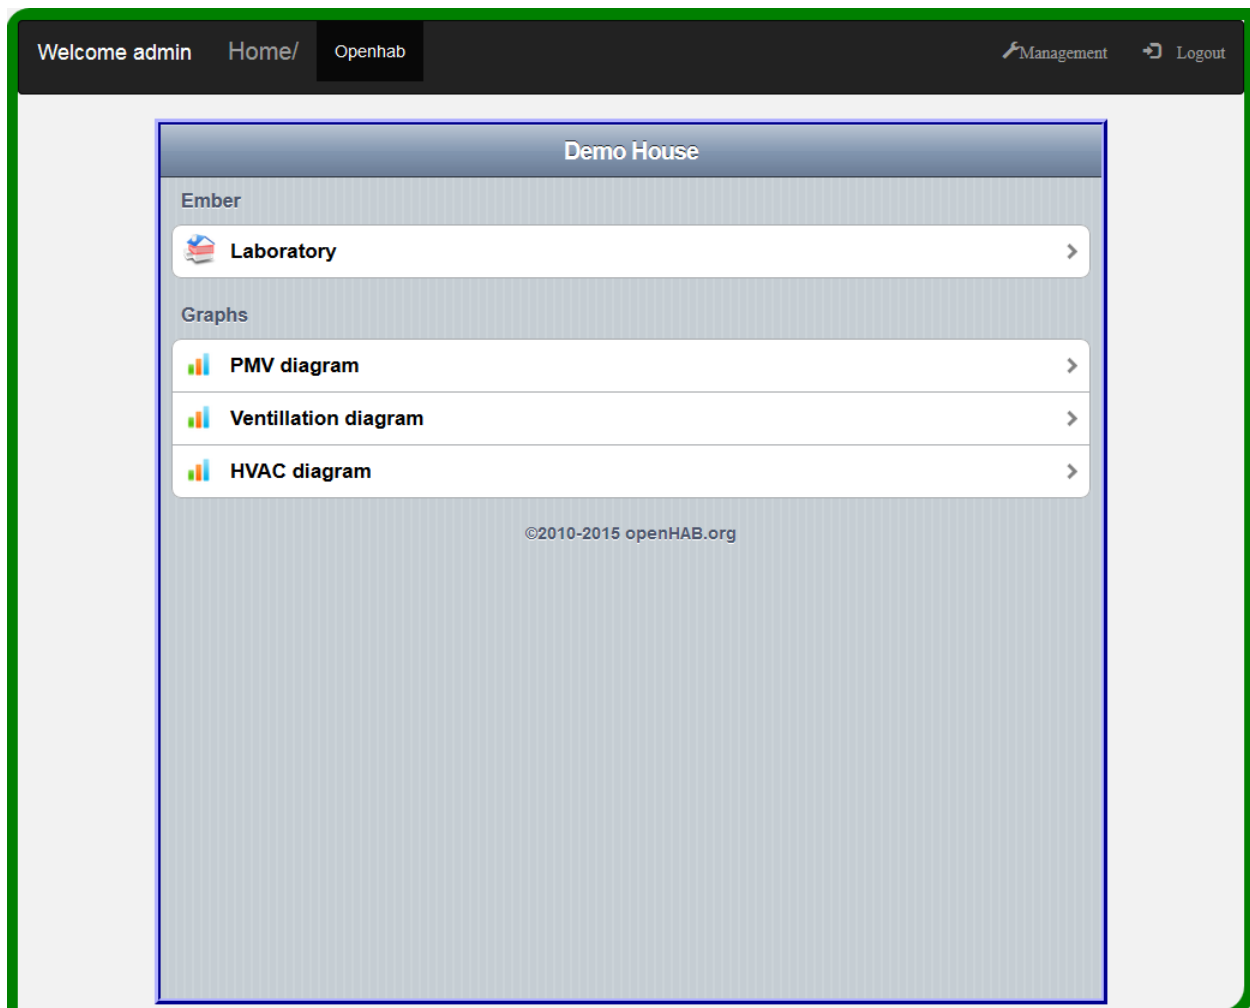 Welcome admin Home/ Openhab Management Logout
Demo House
Ember
Laboratory
Graphs
PMV diagram
Ventillation diagram
HVAC diagram
©2010-2015 openHAB.org